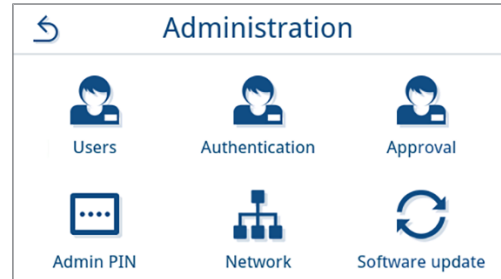 Administration
Users Authentication Approval
Admin PIN Network Software update